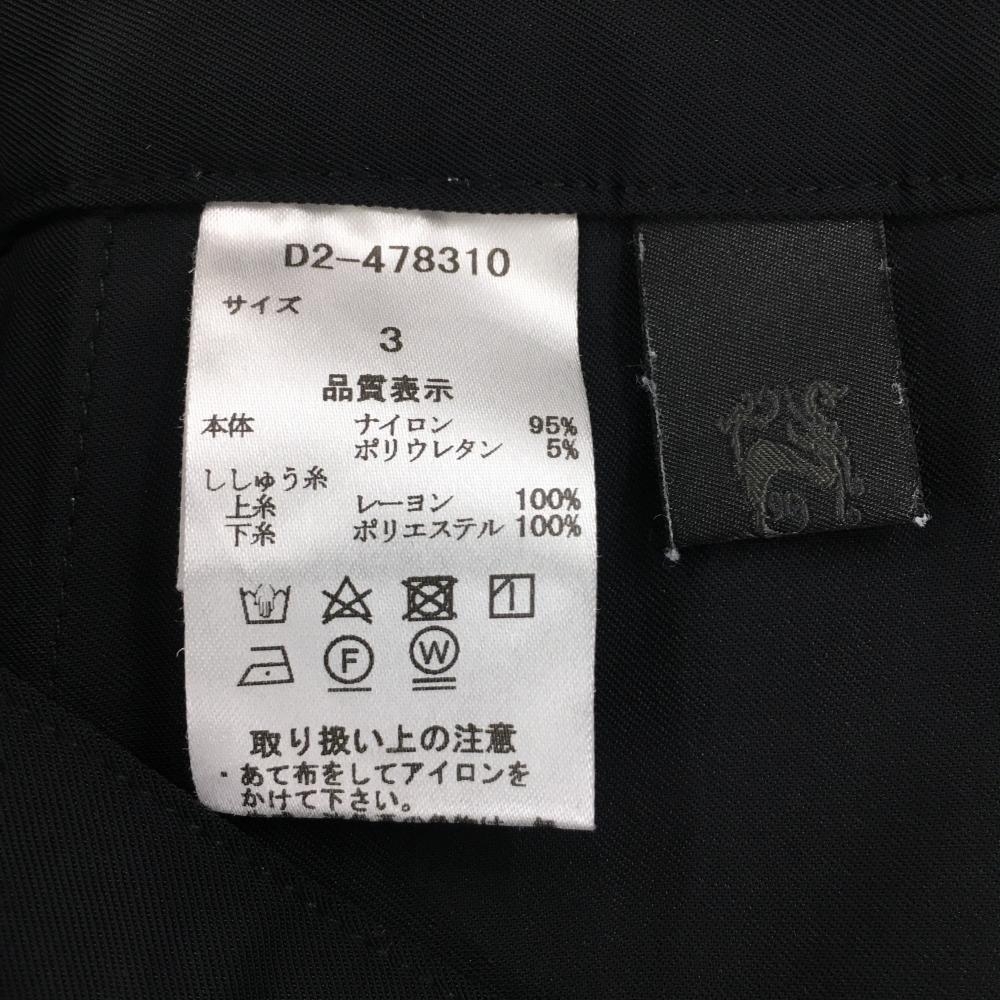 D2-478310
サイズ
3
品質表示
本体 ナイロン 95%
ポリウレタン 5%
ししゅう糸
上糸 レーヨン 100%
下糸 ポリエステル 100%
F W
取り扱い上の注意
・あて布をしてアイロンを
かけて下さい。